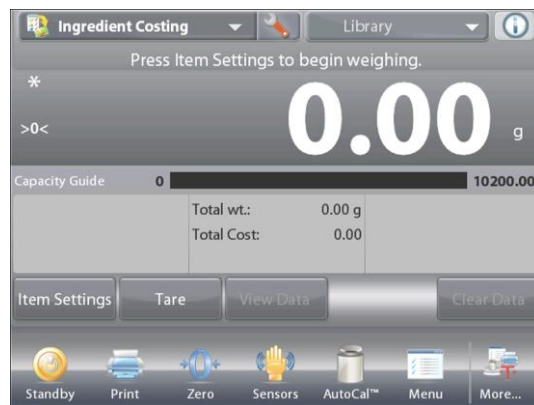 Ingredient Costing
Library
Press Item Settings to begin weighing.
*
>0<
0.00 g
Capacity Guide 0 10200.00
Total wt.: 0.00 g
Total Cost: 0.00
Item Settings Tare View Data Clear Data
Standby Print Zero Sensors AutoCal™ Menu More...